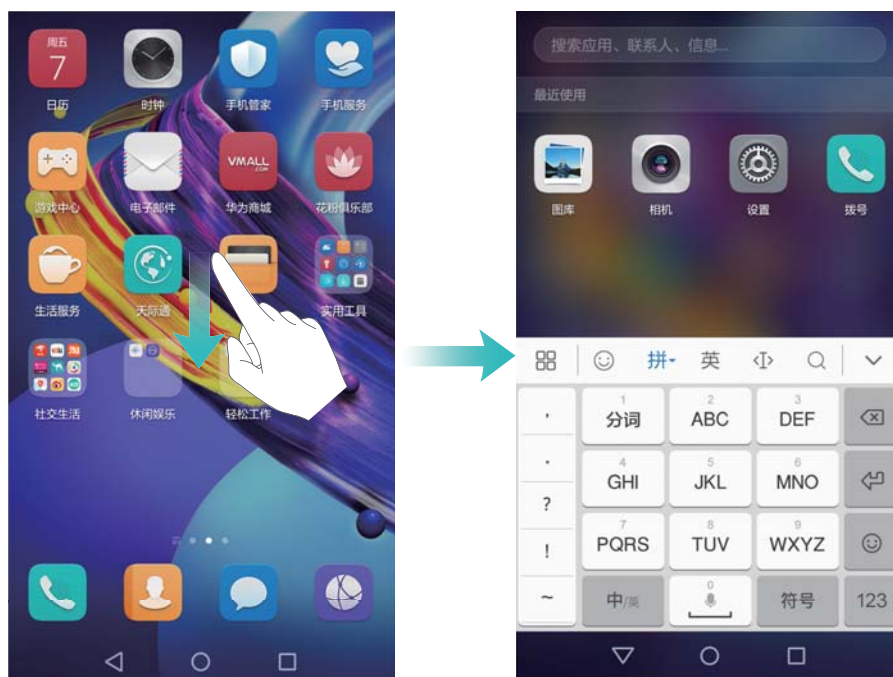 周五
7
日历
时钟
手机管家
手机服务
VMALL
.COM
游戏中心
电子邮件
华为商城
花粉俱乐部
生活服务
天际通
实用工具
社交生活
休闲娱乐
轻松工作
搜索应用、联系人、信息...
最近使用
图库
相机
设置
拨号
拼
英
,
1
分词
2
ABC
3
DEF
.
4
GHI
5
JKL
6
MNO
?
7
PQRS
8
TUV
9
WXYZ
!
~
中/英
0
符号
123